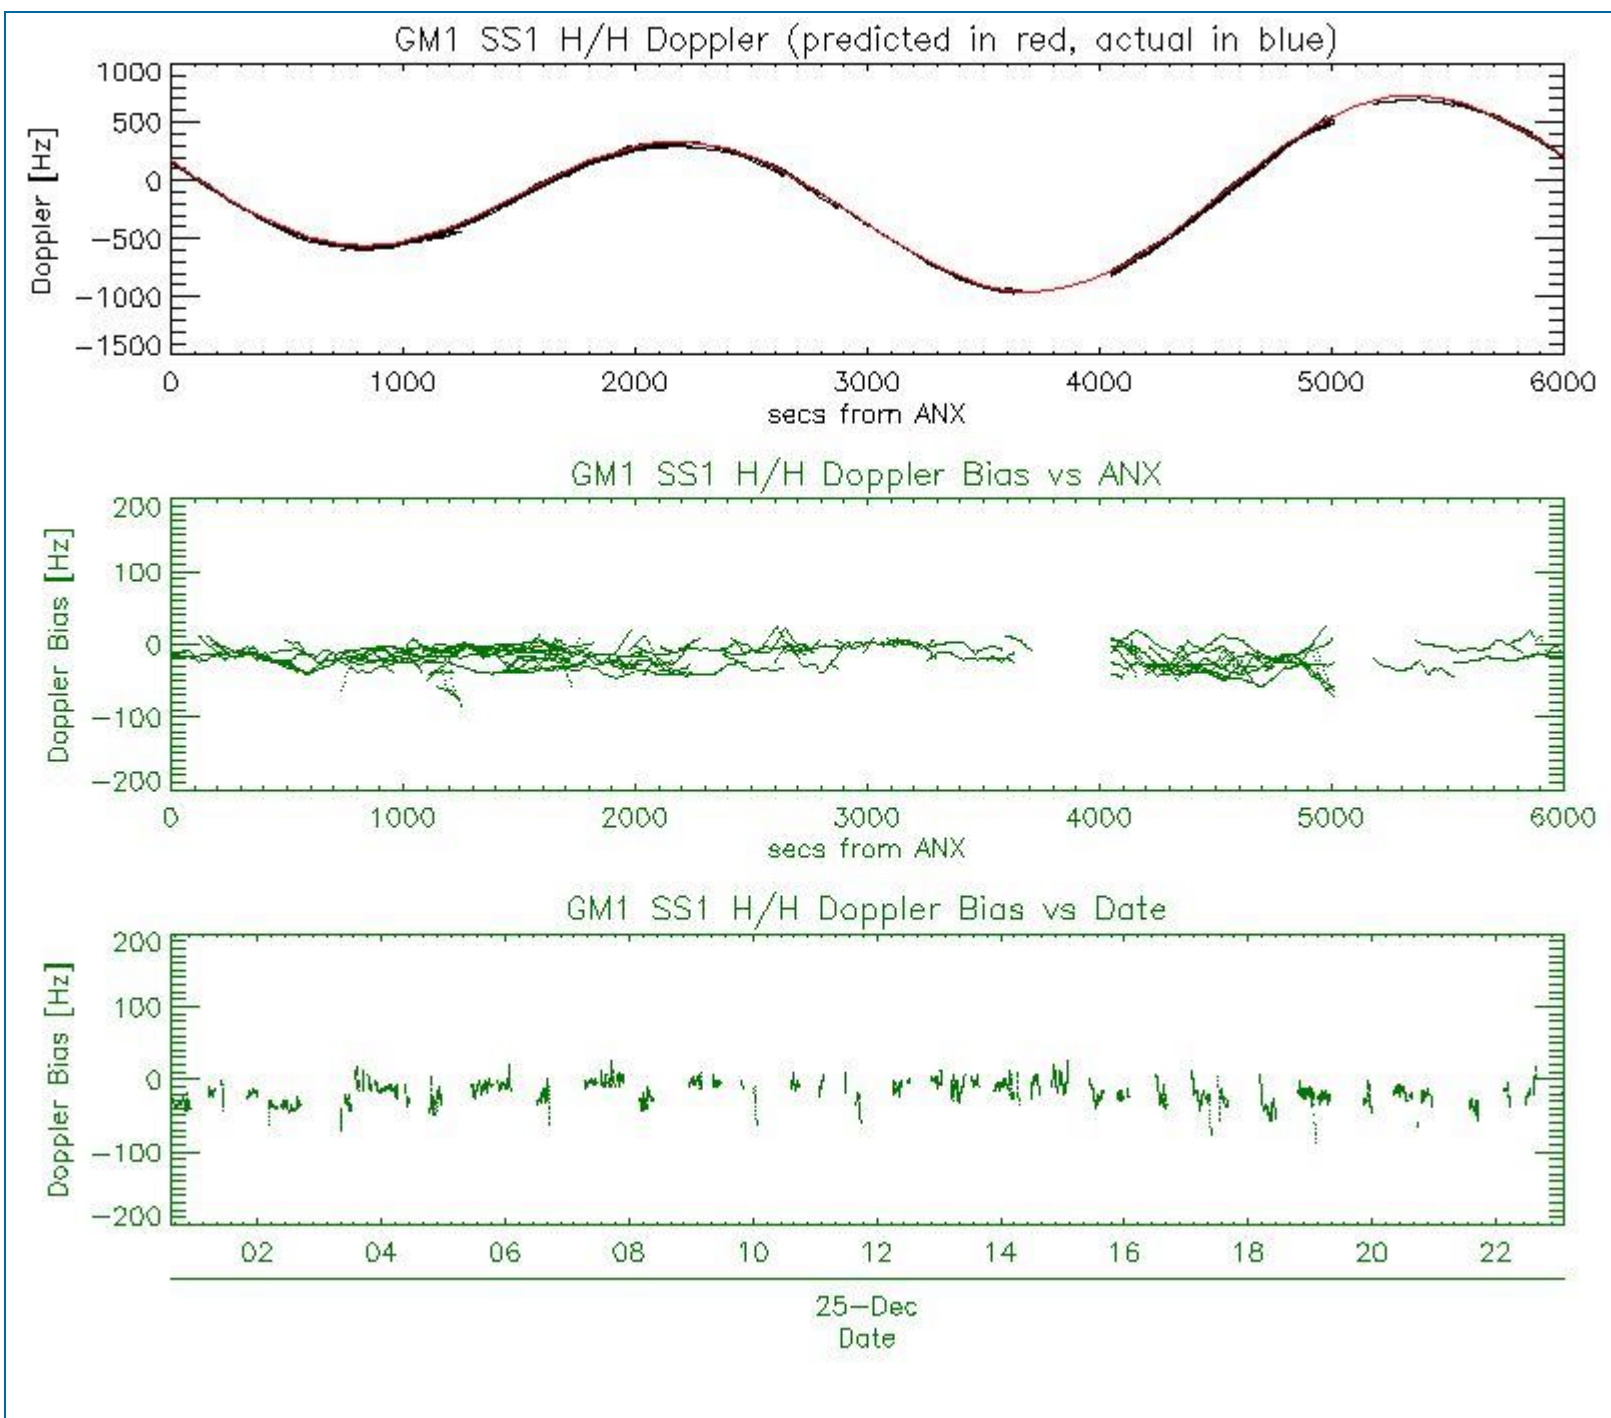 GM1 SS1 H/H Doppler (predicted in red, actual in blue)
1000
500
0
−500
−1000
−1500
Doppler [Hz]
0 1000 2000 3000 4000 5000 6000
secs from ANX
GM1 SS1 H/H Doppler Bias vs ANX
200
100
0
−100
−200
Doppler Bias [Hz]
0 1000 2000 3000 4000 5000 6000
secs from ANX
GM1 SS1 H/H Doppler Bias vs Date
200
100
0
−100
−200
Doppler Bias [Hz]
02 04 06 08 10 12 14 16 18 20 22
25−Dec
Date